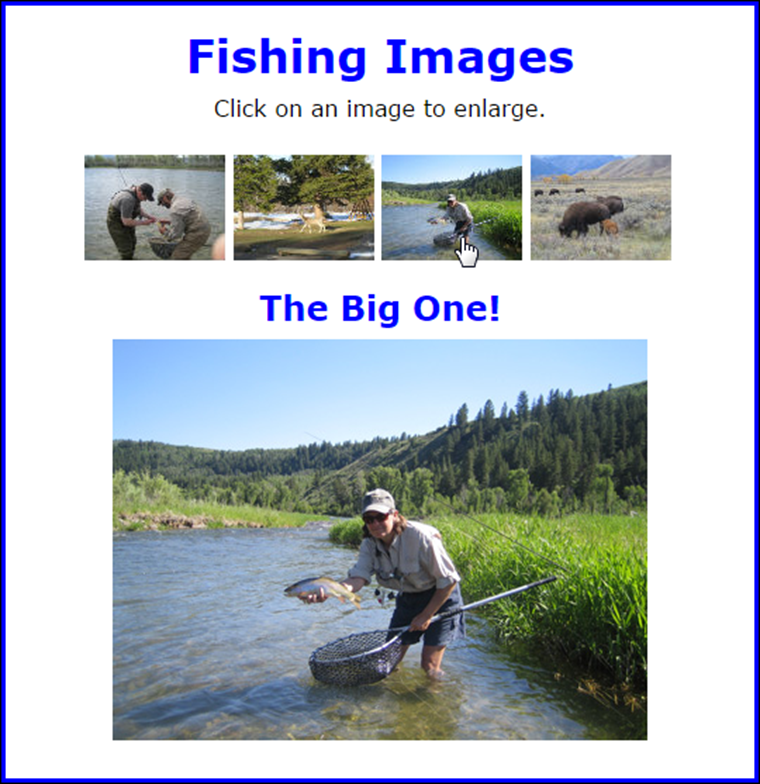 Fishing Images
Click on an image to enlarge.
The Big One!